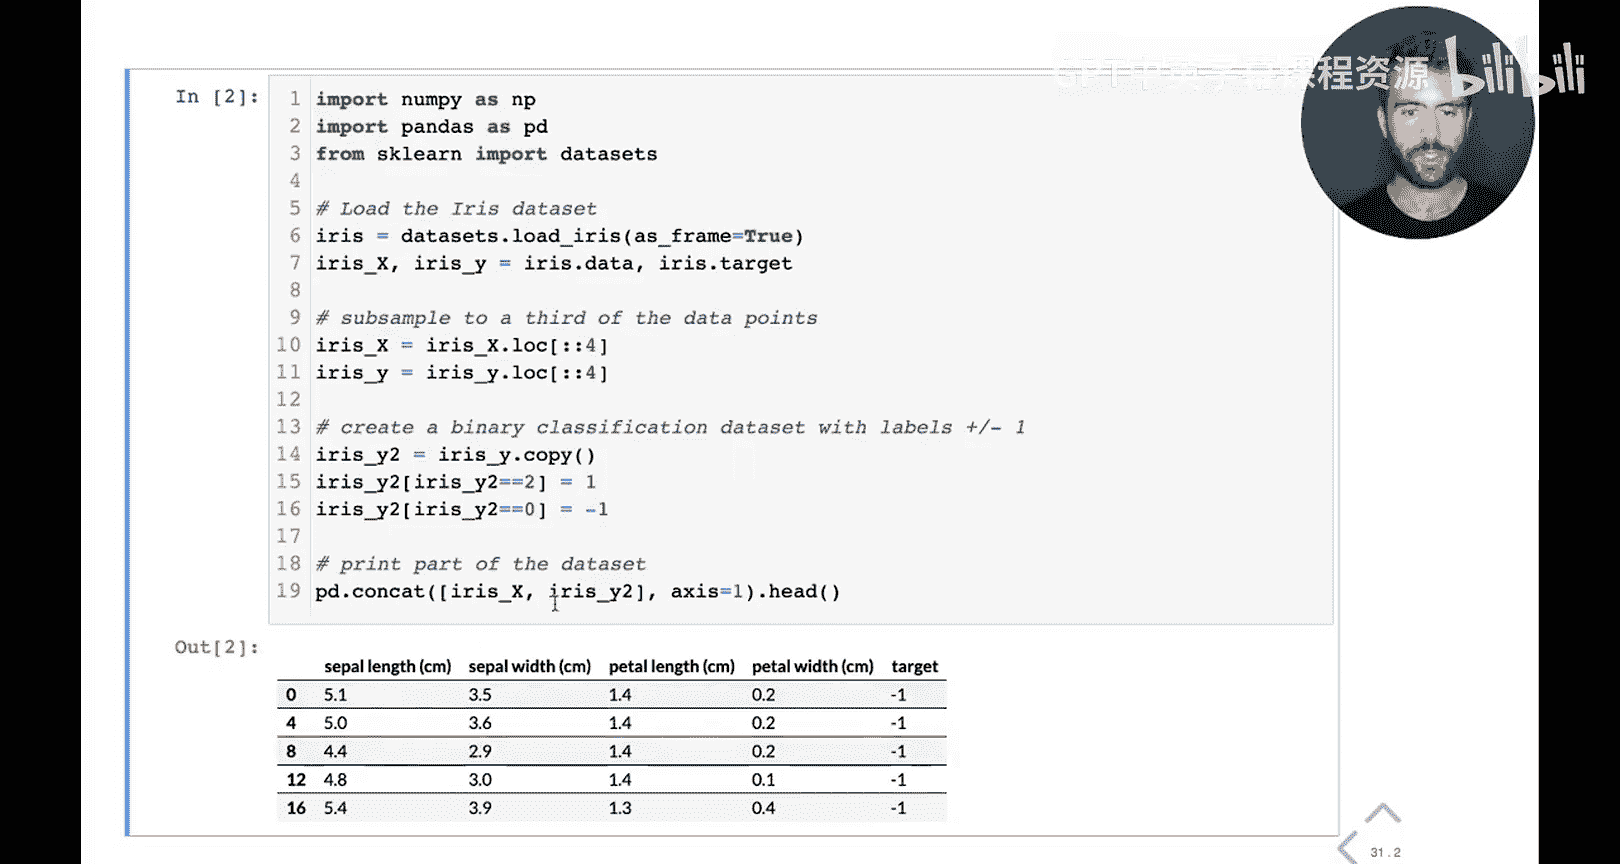 课程资源 bilibili
In [2]:
1 import numpy as np
2 import pandas as pd
3 from sklearn import datasets
4
5 # Load the Iris dataset
6 iris = datasets.load_iris(as_frame=True)
7 iris_X, iris_y = iris.data, iris.target
8
9 # subsample to a third of the data points
10 iris_X = iris_X.loc[::4]
11 iris_y = iris_y.loc[::4]
12
13 # create a binary classification dataset with labels +/- 1
14 iris_y2 = iris_y.copy()
15 iris_y2[iris_y2==2] = 1
16 iris_y2[iris_y2==0] = -1
17
18 # print part of the dataset
19 pd.concat([iris_X, iris_y2], axis=1).head()
Out[2]:
sepal length (cm) sepal width (cm) petal length (cm) petal width (cm) target
0 5.1 3.5 1.4 0.2 -1
4 5.0 3.6 1.4 0.2 -1
8 4.4 2.9 1.4 0.2 -1
12 4.8 3.0 1.4 0.1 -1
16 5.4 3.9 1.3 0.4 -1
31.2